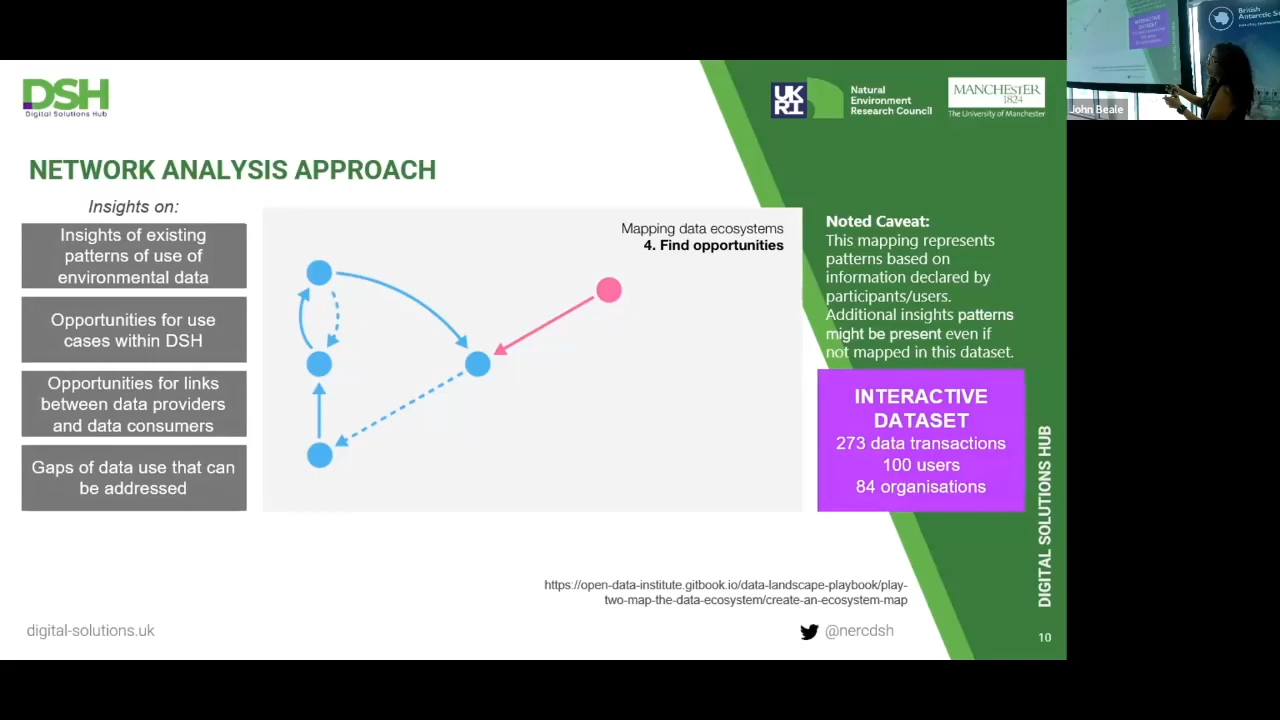 DSH
Digital Solutions Hub
UK
RI
Natural
Environment
Research Council
MANCHESTER
1824
The University of Manchester
British
Antarctic
John Beale
NETWORK ANALYSIS APPROACH
Insights on:
Insights of existing
patterns of use of
environmental data
Opportunities for use
cases within DSH
Opportunities for links
between data providers
and data consumers
Gaps of data use that can
be addressed
Mapping data ecosystems
4. Find opportunities
Noted Caveat:
This mapping represents
patterns based on
information declared by
participants/users.
Additional insights patterns
might be present even if
not mapped in this dataset.
INTERACTIVE
DATASET
273 data transactions
100 users
84 organisations
DIGITAL SOLUTIONS HUB
https://open-data-institute.gitbook.io/data-landscape-playbook/play-
two-map-the-data-ecosystem/create-an-ecosystem-map
digital-solutions.uk
@nercdsh
10
INTERACTIVE
DATASET